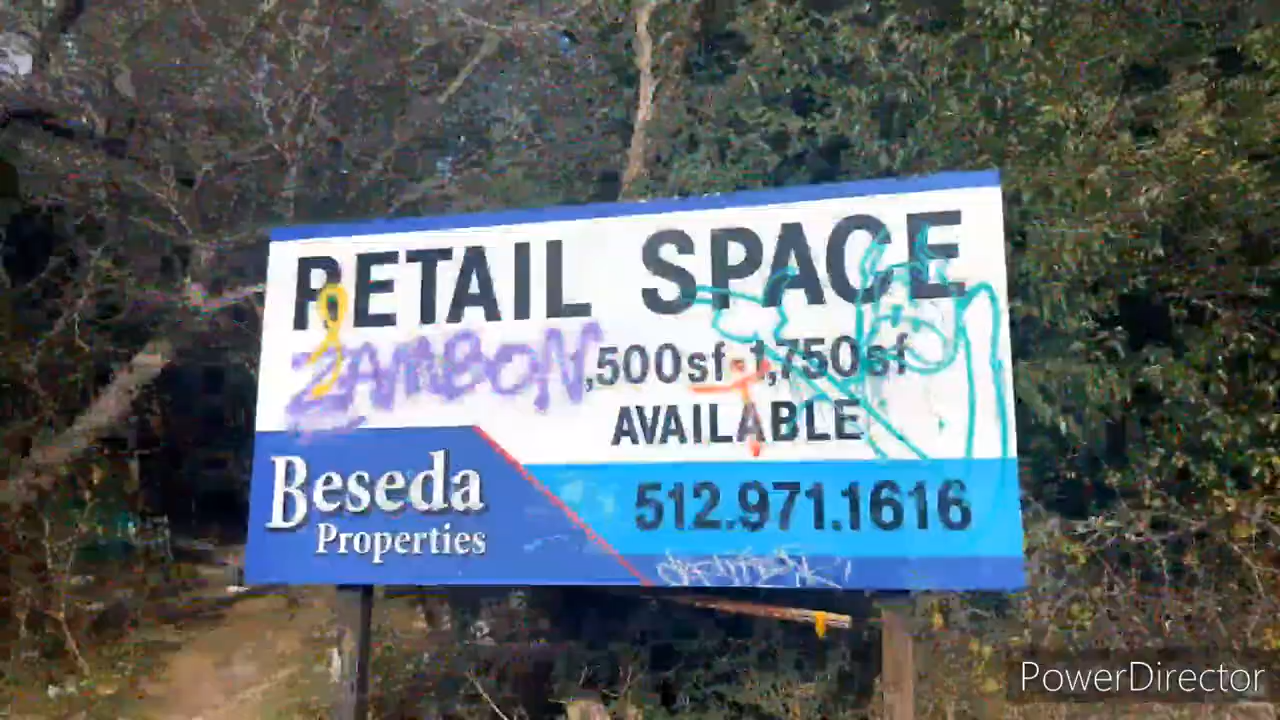 RETAIL SPACE
ZAMBON
,500sf-1,750sf
AVAILABLE
Beseda
Properties
512.971.1616
PowerDirector